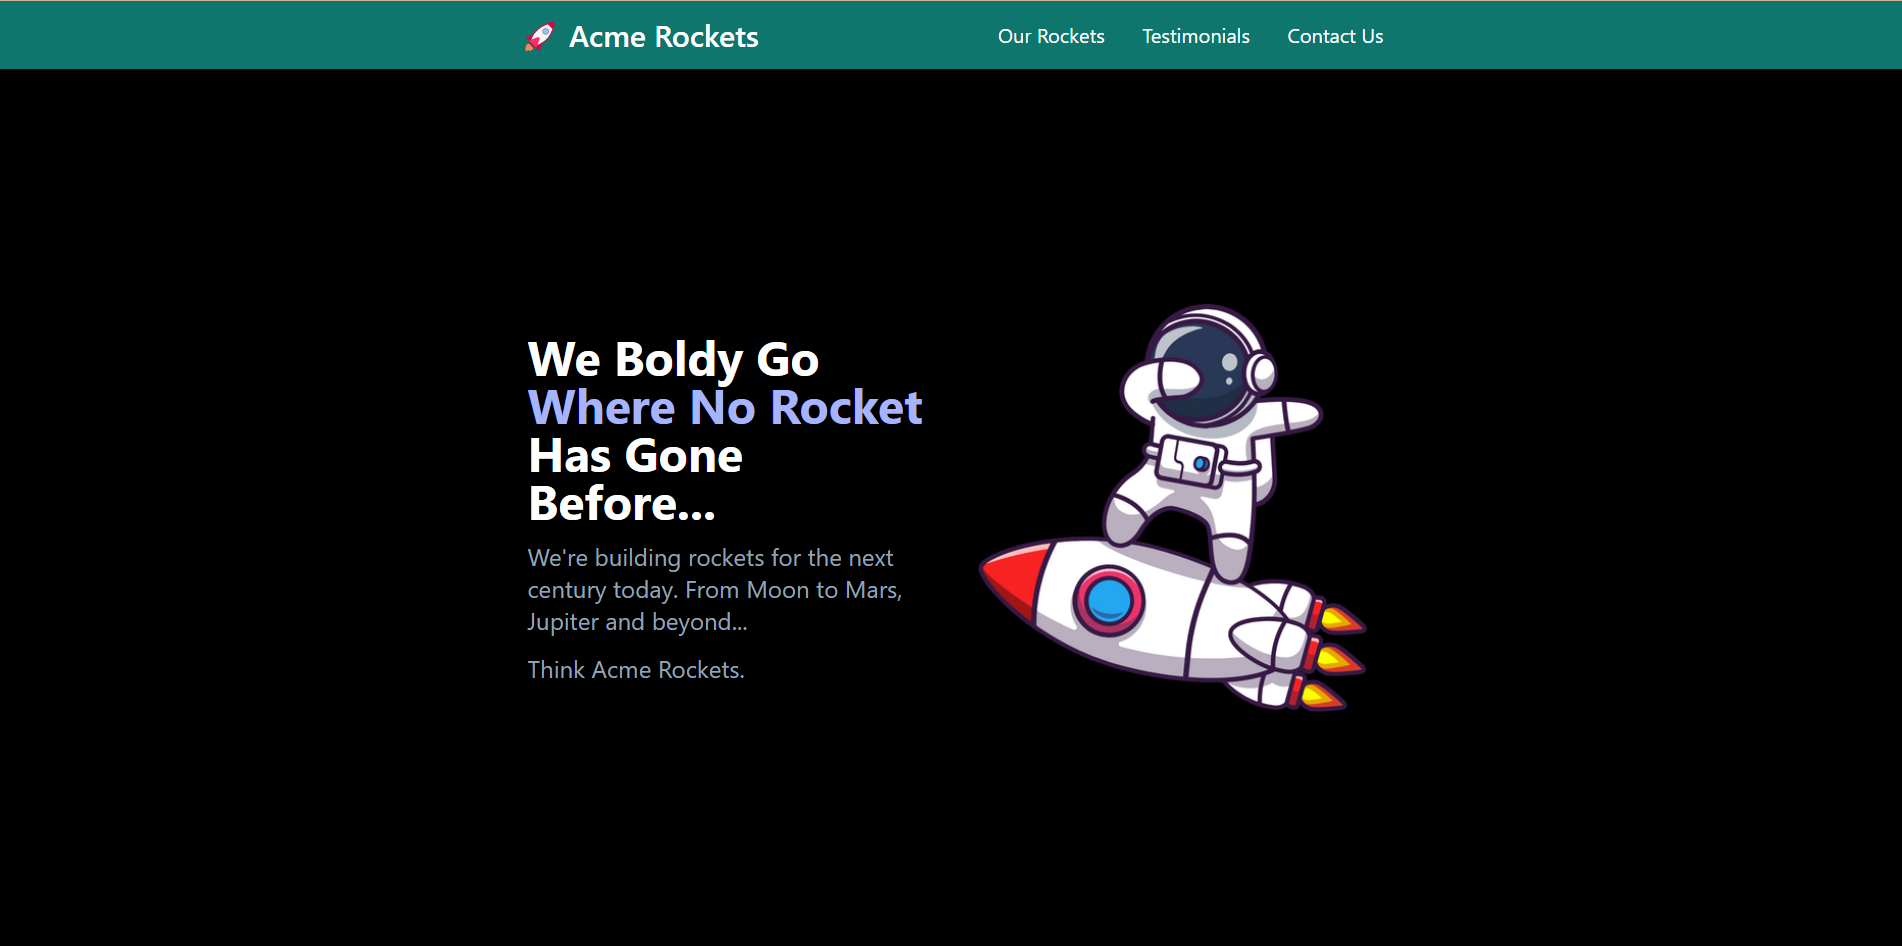 Acme Rockets
Our Rockets
Testimonials
Contact Us
We Boldy Go
Where No Rocket
Has Gone
Before...
We're building rockets for the next
century today. From Moon to Mars,
Jupiter and beyond...
Think Acme Rockets.